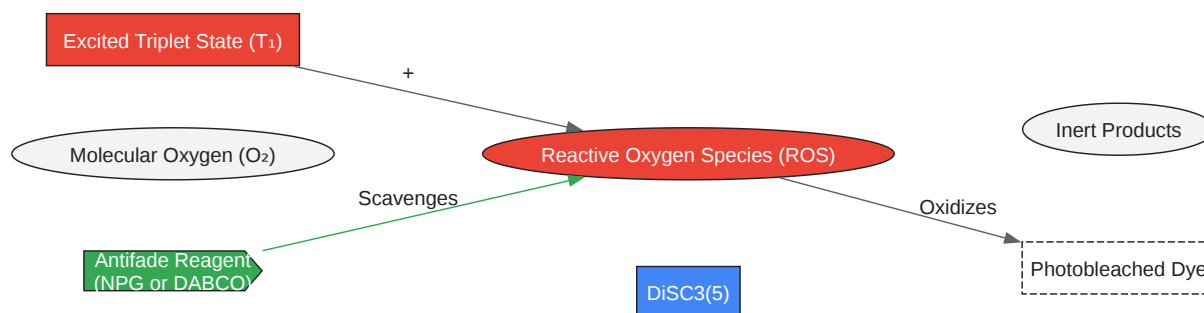 Excited Triplet State (T₁)
+
Molecular Oxygen (O₂)
Reactive Oxygen Species (ROS)
Inert Products
Scavenges
Oxidizes
Antifade Reagent
(NPG or DABCO)
DiSC3(5)
Photobleached Dye